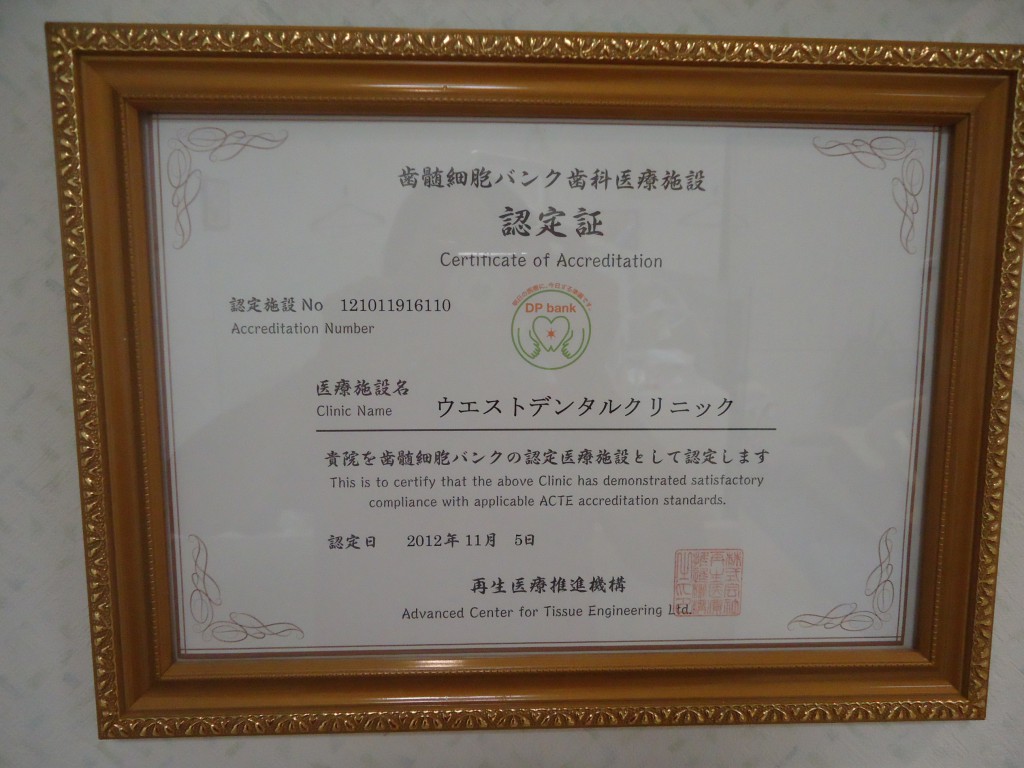 歯髄細胞バンク歯科医療施設
認定証
Certificate of Accreditation
認定施設 No 121011916110
Accreditation Number
DP bank
医療施設名
Clinic Name
ウエストデンタルクリニック
貴院を歯髄細胞バンクの認定医療施設として認定します
This is to certify that the above Clinic has demonstrated satisfactory
compliance with applicable ACTE accreditation standards.
認定日 2012年 11月 5日
再生医療推進機構
Advanced Center for Tissue Engineering Ltd.